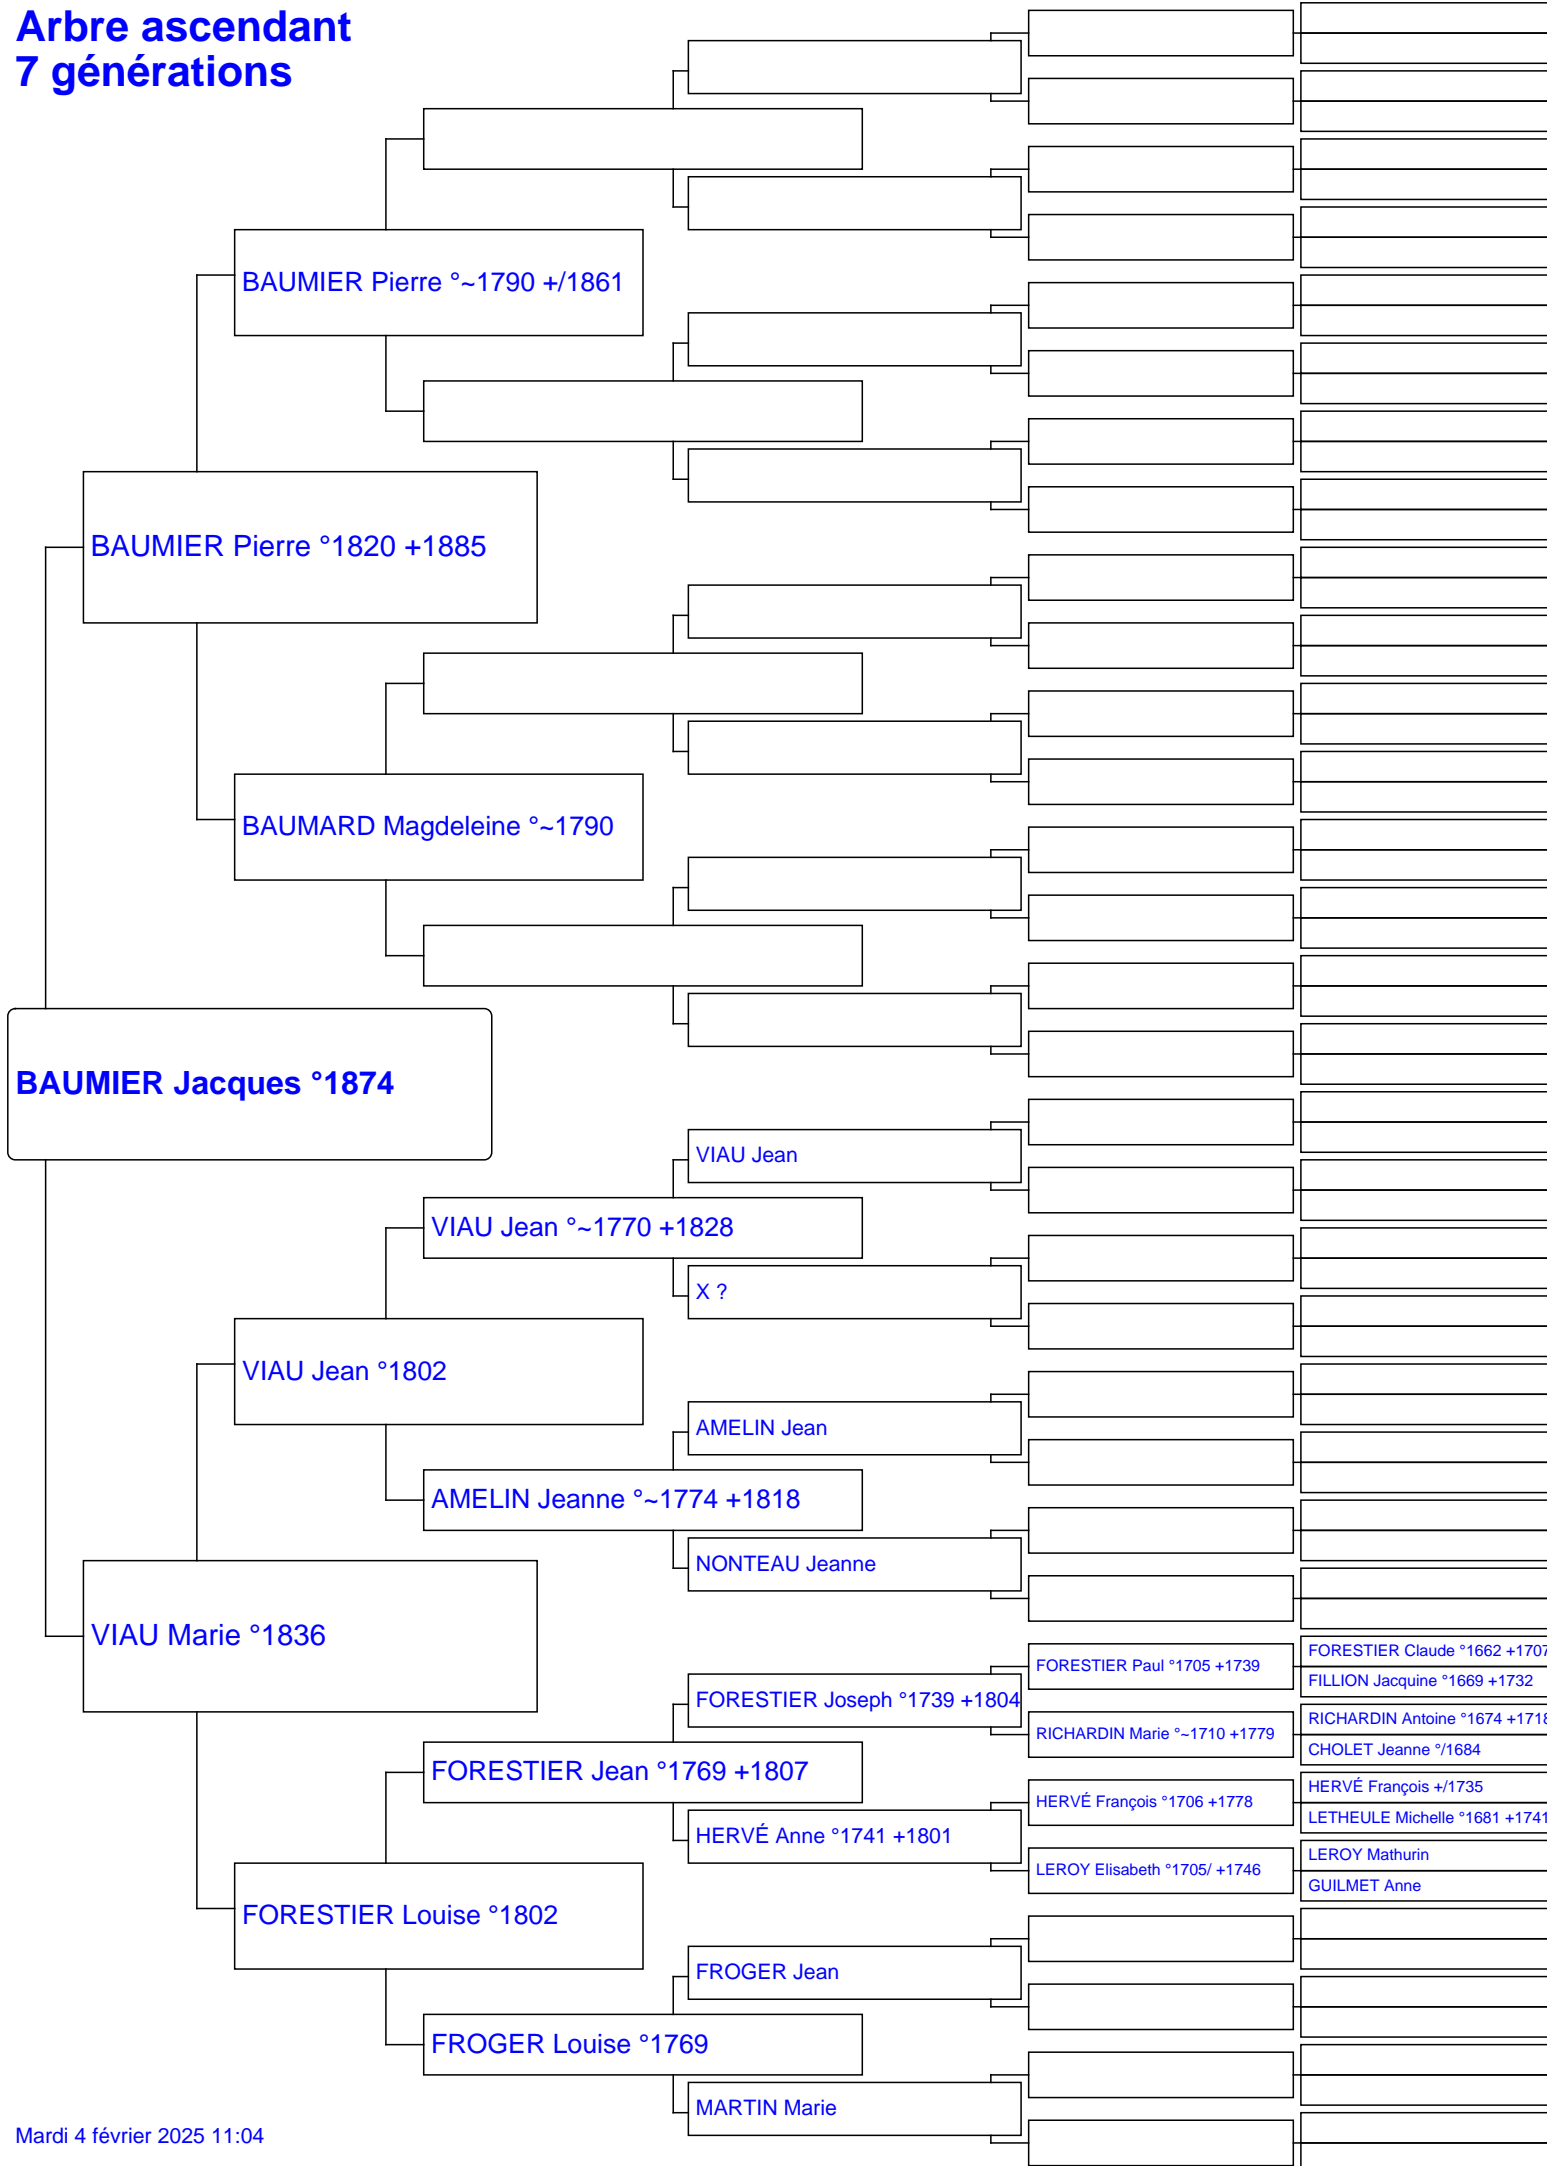 Arbre ascendant
7 générations
BAUMIER Pierre °~1790 +/1861
BAUMIER Pierre °1820 +1885
BAUMARD Magdeleine °~1790
BAUMIER Jacques °1874
VIAU Jean
VIAU Jean °~1770 +1828
X ?
VIAU Jean °1802
AMELIN Jean
AMELIN Jeanne °~1774 +1818
NONTEAU Jeanne
VIAU Marie °1836
FORESTIER Claude °1662 +1707
FORESTIER Paul °1705 +1739
FILLION Jacquine °1669 +1732
FORESTIER Joseph °1739 +1804
RICHARDIN Antoine °1674 +1718
RICHARDIN Marie °~1710 +1779
CHOLET Jeanne °/1684
FORESTIER Jean °1769 +1807
HERVÉ François +/1735
HERVÉ François °1706 +1778
LETHEULE Michelle °1681 +1741
HERVÉ Anne °1741 +1801
LEROY Mathurin
LEROY Elisabeth °1705/ +1746
GUILMET Anne
FORESTIER Louise °1802
FROGER Jean
FROGER Louise °1769
MARTIN Marie
Mardi 4 février 2025 11:04